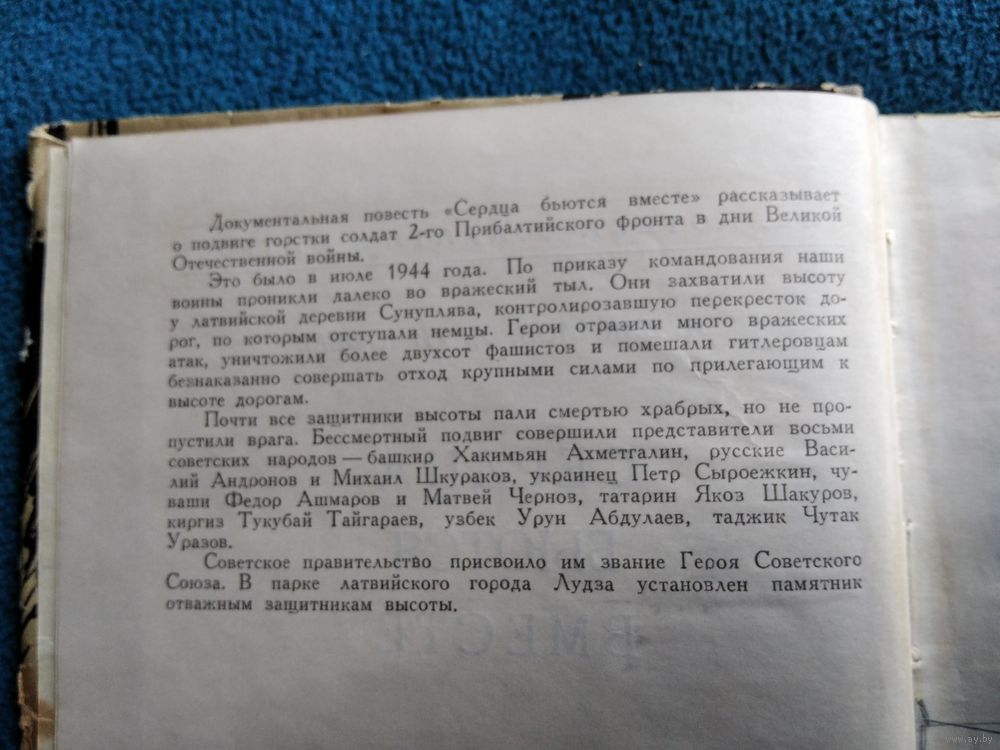 Документальная повесть «Сердца бьются вместе» рассказывает
о подвиге горстки солдат 2-го Прибалтийского фронта в дни Великой
Отечественной войны.
Это было в июле 1944 года. По приказу командования наши
воины проникли далеко во вражеский тыл. Они захватили высоту
у латвийской деревни Сунуплява, контролировавшую перекресток до-
рог, по которым отступали немцы. Герои отразили много вражеских
атак, уничтожили более двухсот фашистов и помешали гитлеровцам
безнаказанно совершать отход крупными силами по прилегающим к
высоте дорогам.
Почти все защитники высоты пали смертью храбрых, но не про-
пустили врага. Бессмертный подвиг совершили представители восьми
советских народов — башкир Хакимьян Ахметгалин, русские Васи-
лий Андронов и Михаил Шкураков, украинец Петр Сыроежкин, чу-
ваши Федор Ашмаров и Матвей Чернов, татарин Яков Шакуров,
киргиз Тукубай Тайгараев, узбек Урун Абдулаев, таджик Чутак
Уразов.
Советское правительство присвоило им звание Героя Советского
Союза. В парке латвийского города Лудза установлен памятник
отважным защитникам высоты.
ВМЕСТЕ
www.ay.by